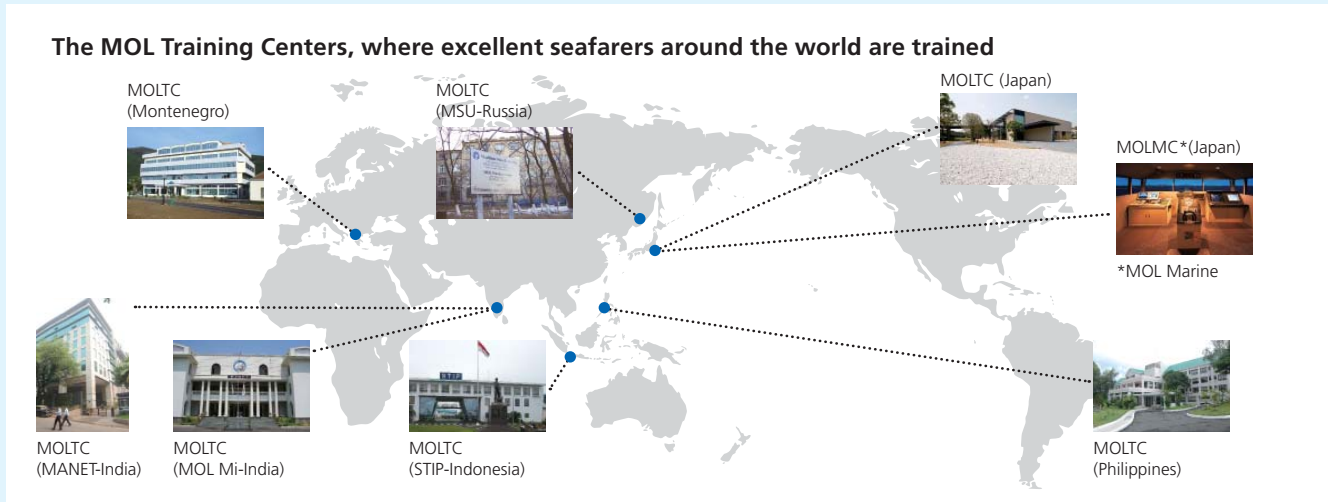 The MOL Training Centers, where excellent seafarers around the world are trained
MOLTC
(Montenegro)
MOLTC
(MSU-Russia)
MOLTC (Japan)
MOLMC*(Japan)
*MOL Marine
STIP
MOLTC
(MANET-India)
MOLTC
(MOL Mi-India)
MOLTC
(STIP-Indonesia)
MOLTC
(Philippines)